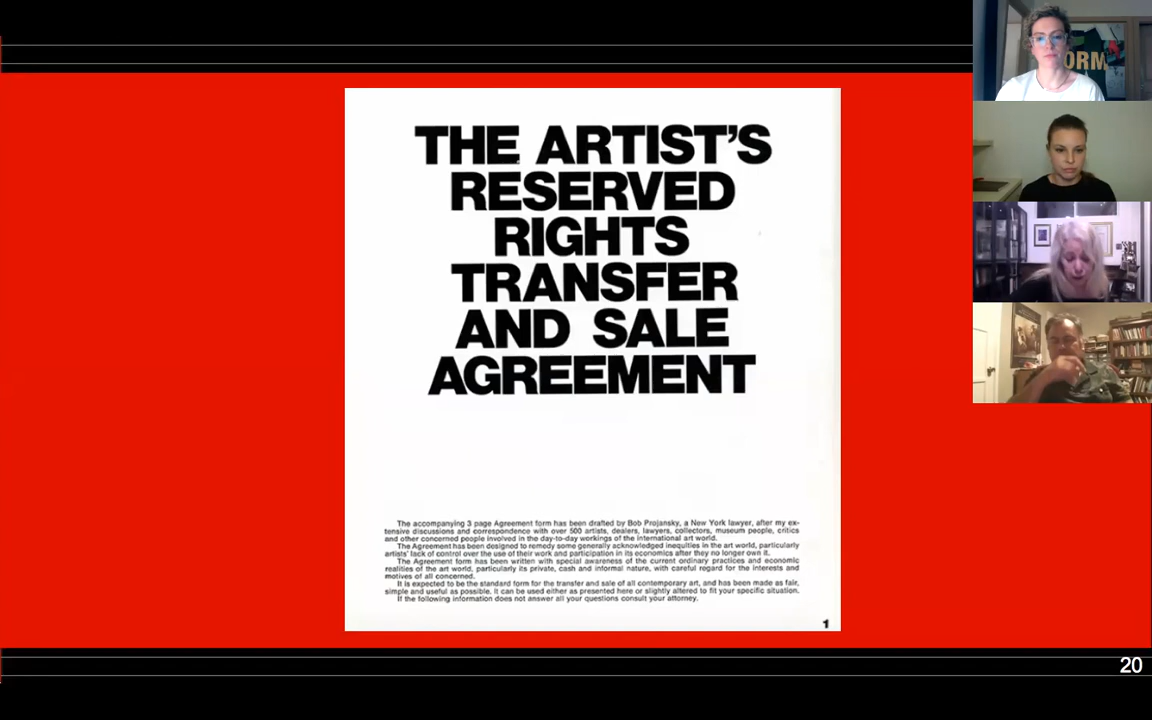 THE ARTIST'S
RESERVED
RIGHTS
TRANSFER
AND SALE
AGREEMENT
The accompanying 3 page Agreement form has been drafted by Bob Projansky, a New York lawyer, after my ex-
tensive discussions and correspondence with over 500 artists, dealers, lawyers, collectors, museum people, critics
and other concerned people involved in the day-to-day workings of the international art world.
The Agreement has been designed to remedy some generally acknowledged inequities in the art world, particularly
artists' lack of control over the use of their work and participation in its economics after they no longer own it.
The Agreement form has been written with special awareness of the current ordinary practices and economic
realities of the art world, particularly its private, cash and informal nature, with careful regard for the interests and
motives of all concerned.
It is expected to be the standard form for the transfer and sale of all contemporary art, and has been made as fair,
simple and useful as possible. It can be used either as presented here or slightly altered to fit your specific situation.
If the following information does not answer all your questions consult your attorney.
1
20
ORM